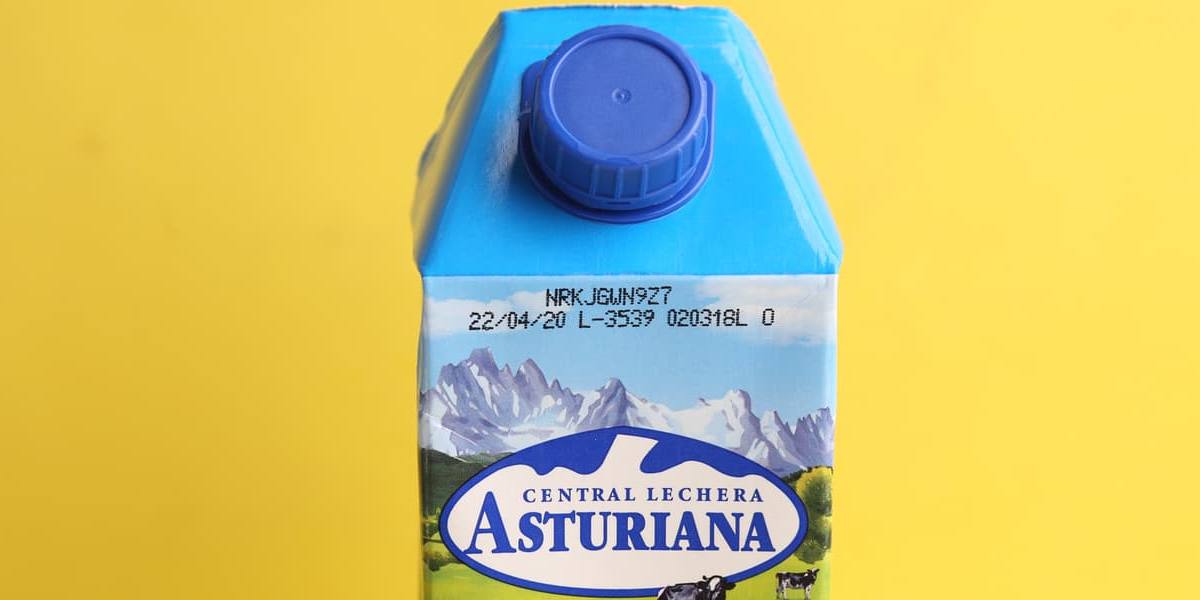 NRKJGWN9Z7
22/04/20 L-3539 020318L 0
CENTRAL LECHERA
ASTURIANA